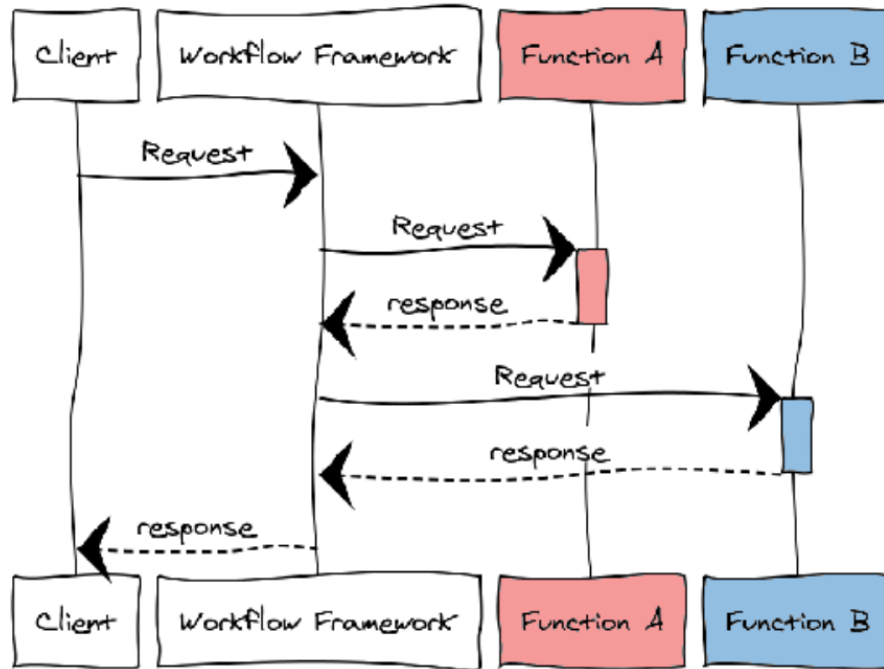 Client Workflow Framework Function A Function B
Request
Request
response
Request
response
response
Client Workflow Framework Function A Function B